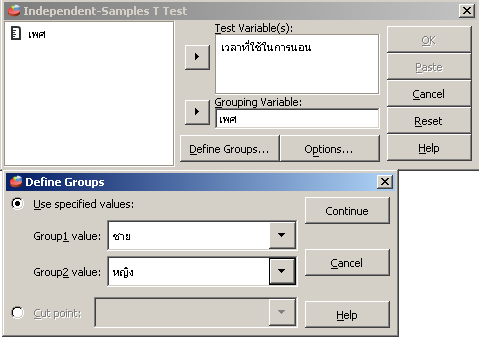 Independent-Samples T Test
เพศ
Test Variable(s):
เวลาที่ใช้ในการนอน
Grouping Variable:
เพศ
Define Groups...
Options...
OK
Paste
Cancel
Reset
Help
Define Groups
Use specified values:
Group1 value:
ชาย
Group2 value:
หญิง
Cut point:
Continue
Cancel
Help